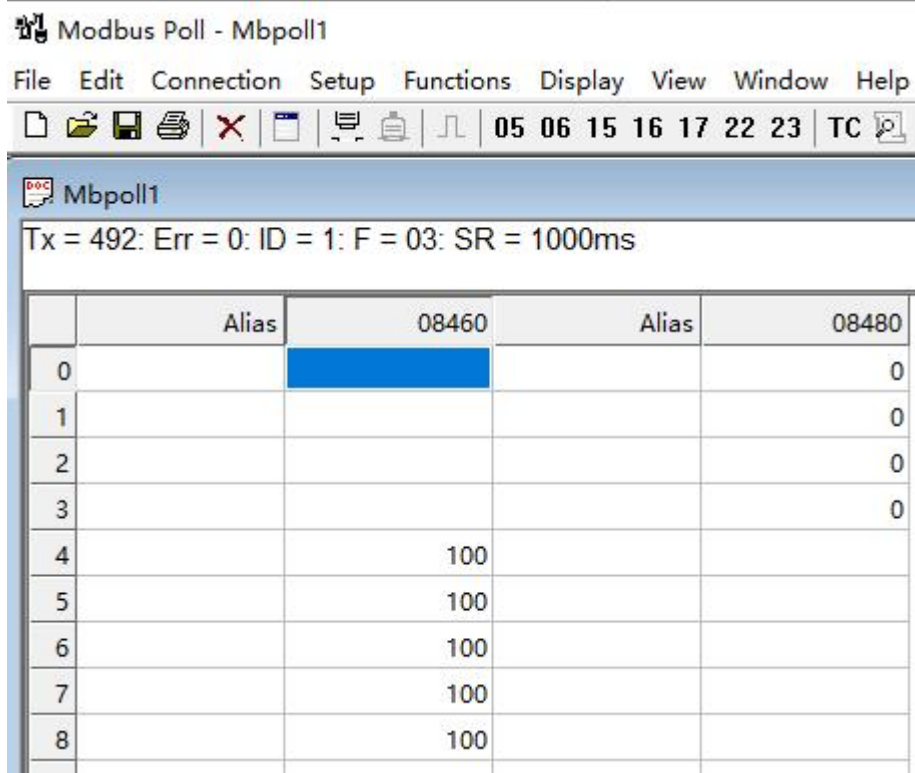 Modbus Poll - Mbpoll1
File Edit Connection Setup Functions Display View Window Help
05 06 15 16 17 22 23 TC
DOC Mbpoll1
Tx = 492: Err = 0: ID = 1: F = 03: SR = 1000ms
Alias 08460 Alias 08480
0 0
1 0
2 0
3 0
4 100
5 100
6 100
7 100
8 100